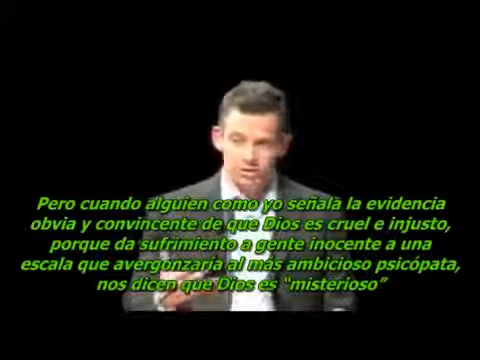 Pero cuando alguien como yo señala la evidencia
obvia y convincente de que Dios es cruel e injusto,
porque da sufrimiento a gente inocente a una
escala que avergonzaría al más ambicioso psicópata,
nos dicen que Dios es “misterioso”